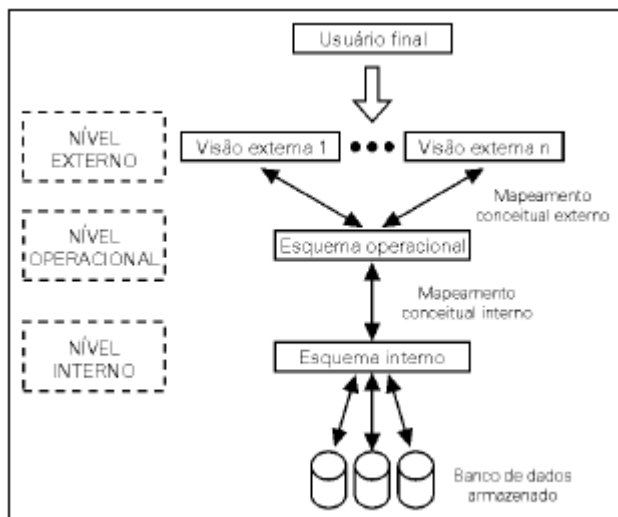 Usuário final
NÍVEL
EXTERNO
Visão externa 1
Visão externa n
Mapeamento
conceitual externo
NÍVEL
OPERACIONAL
Esquema operacional
Mapeamento
conceitual interno
NÍVEL
INTERNO
Esquema interno
Banco de dados
armazenado